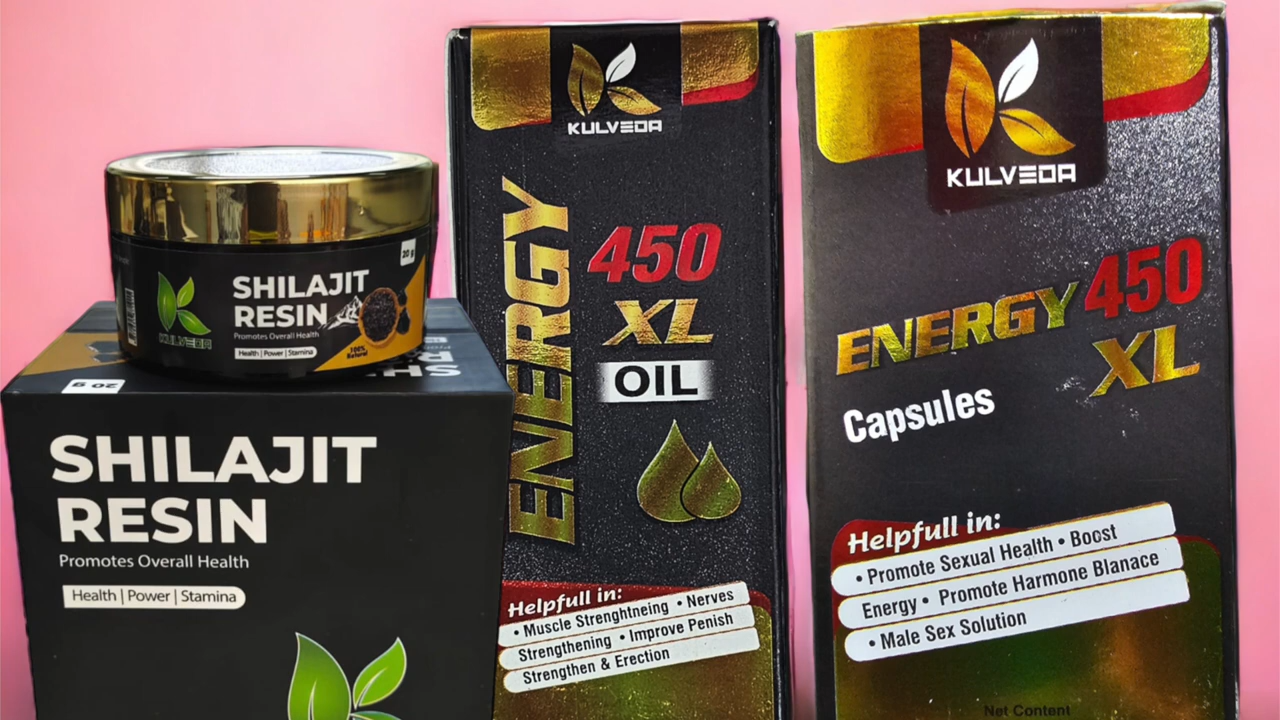 SHILAJIT
RESIN
Promotes Overall Health
Health | Power | Stamina
100%
Natural
20 g
KULVEDA
20 g
SHILAJIT
RESIN
Promotes Overall Health
Health | Power | Stamina
KULVEDA
ENERGY
450
XL
OIL
Helpfull in:
• Muscle Strenghtneing • Nerves
Strengthening • Improve Penish
Strengthen & Erection
KULVEDA
ENERGY 450
XL
Capsules
Helpfull in:
• Promote Sexual Health • Boost
Energy • Promote Harmone Blanace
• Male Sex Solution
Net Content